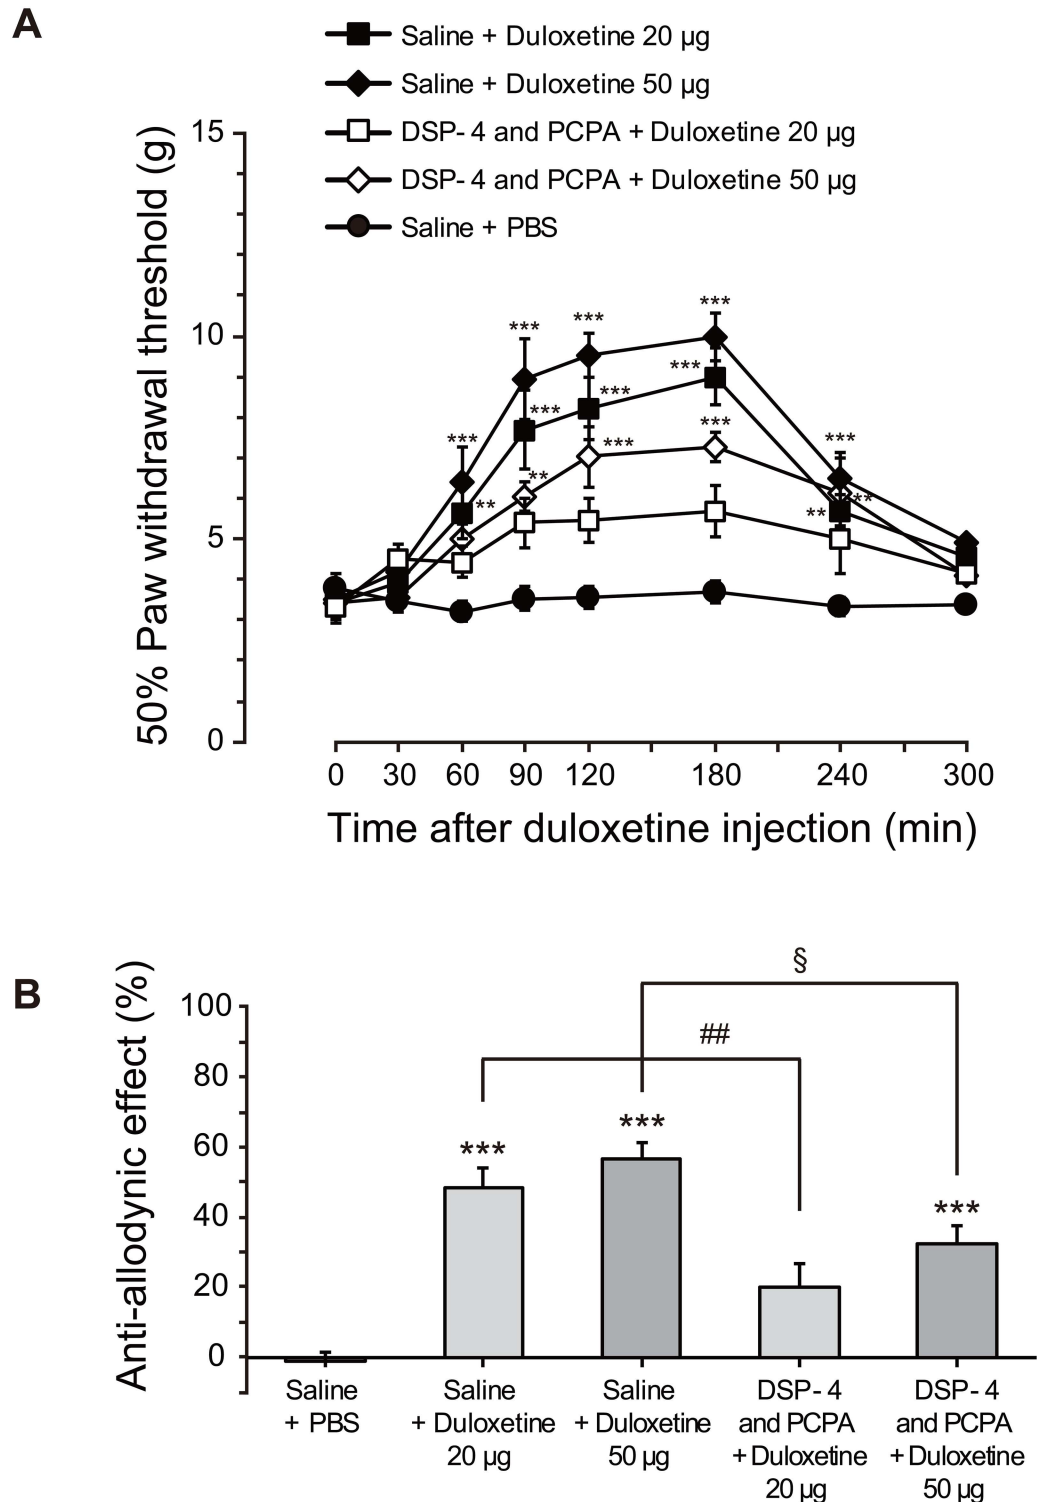 A
Saline + Duloxetine 20 µg
Saline + Duloxetine 50 µg
DSP-4 and PCPA + Duloxetine 20 µg
DSP-4 and PCPA + Duloxetine 50 µg
Saline + PBS
50% Paw withdrawal threshold (g)
15
10
5
0
***
***
***
***
***
***
***
***
***
**
**
***
**
**
0 30 60 90 120 180 240 300
Time after duloxetine injection (min)
B
Anti-allodynic effect (%)
100
80
60
40
20
0
§
##
***
***
***
Saline
+ PBS
Saline
+ Duloxetine
20 µg
Saline
+ Duloxetine
50 µg
DSP-4
and PCPA
+ Duloxetine
20 µg
DSP-4
and PCPA
+ Duloxetine
50 µg